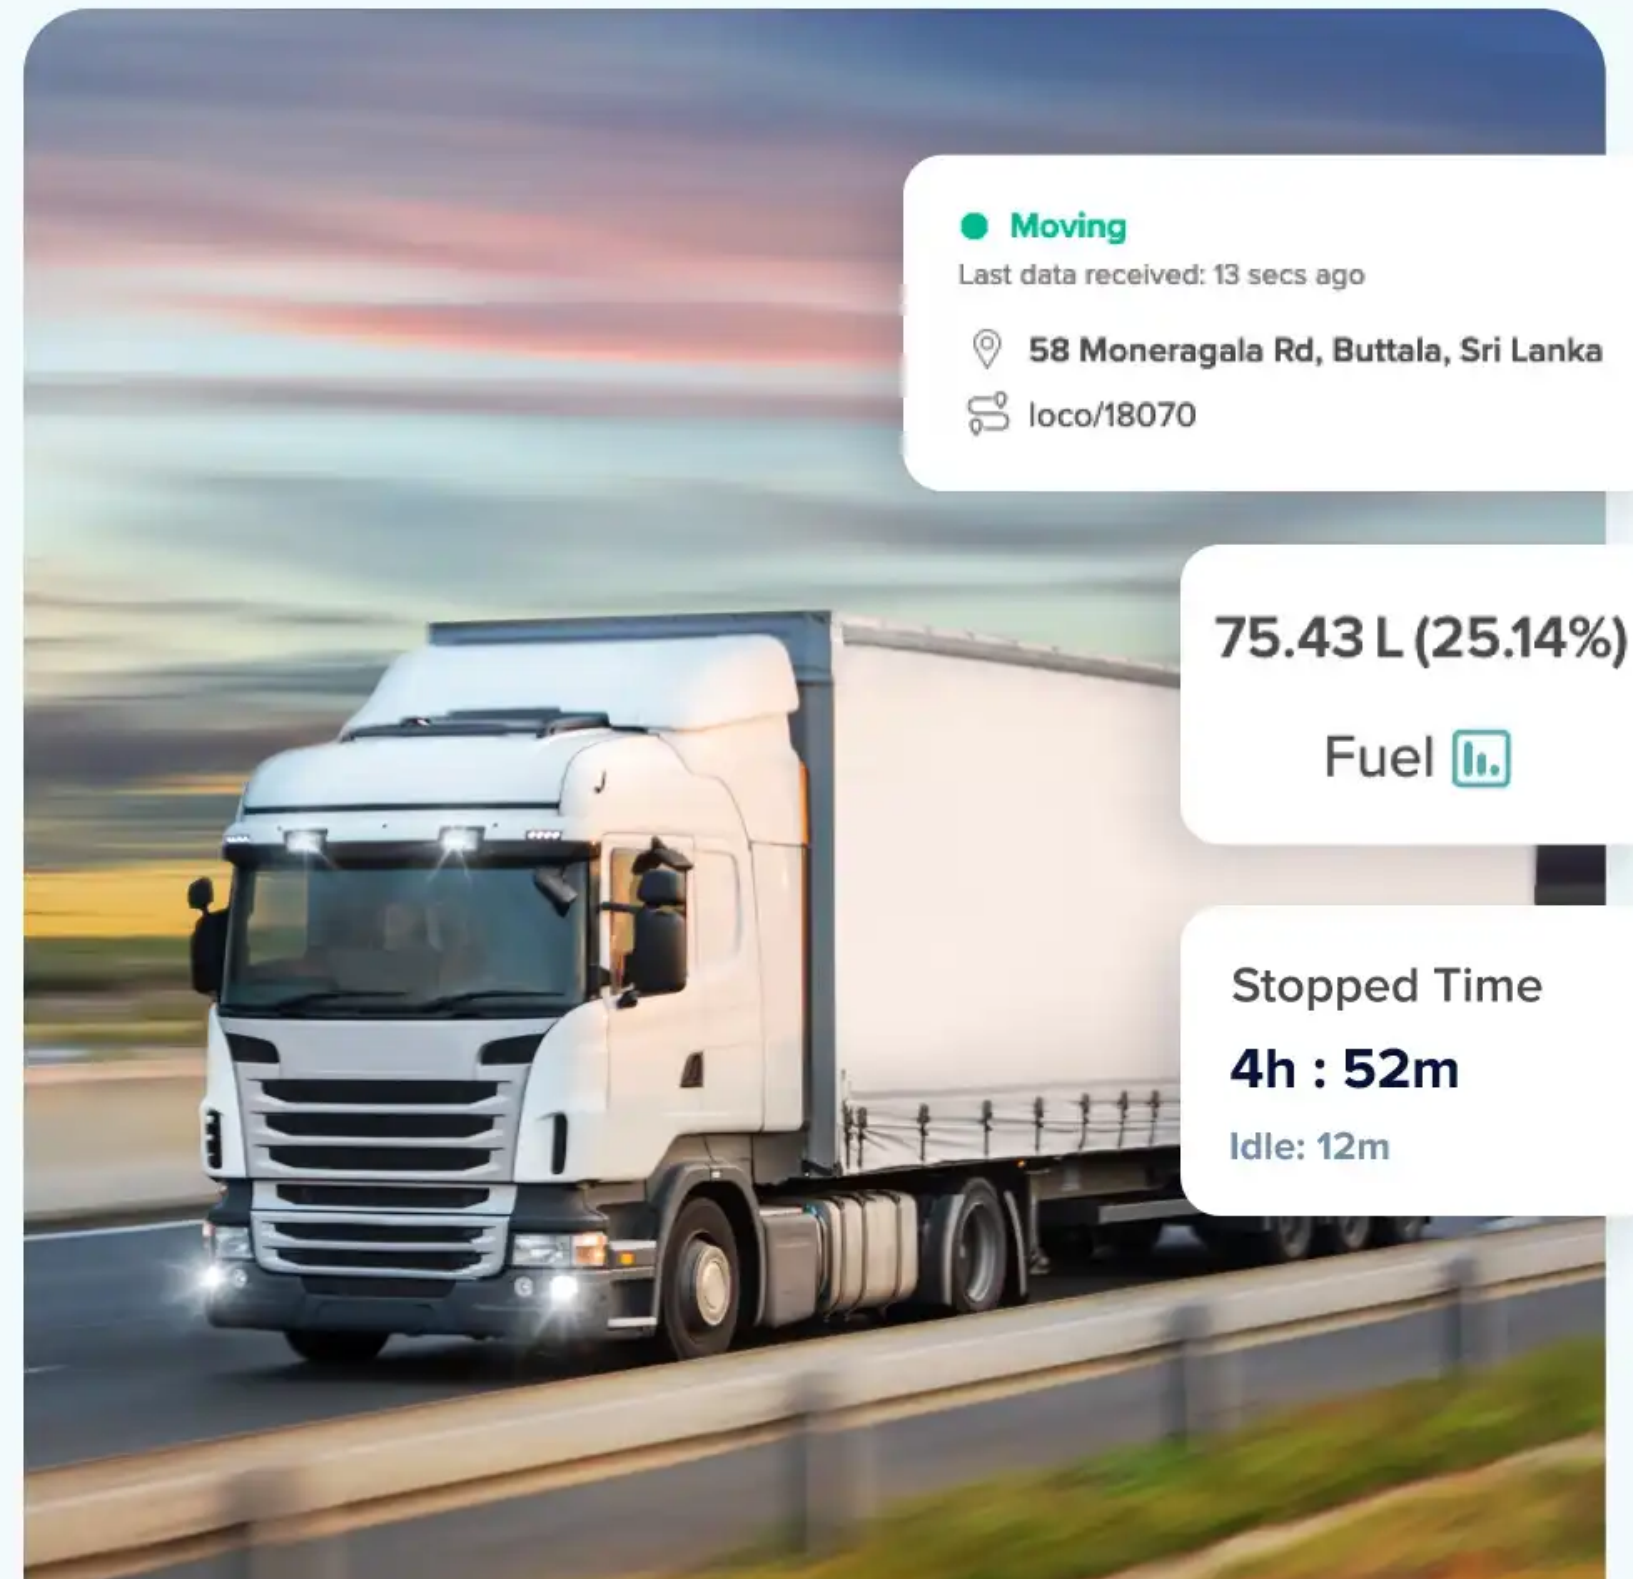 Moving
Last data received: 13 secs ago
58 Moneragala Rd, Buttala, Sri Lanka
loco/18070
75.43 L (25.14%)
Fuel
Stopped Time
4h : 52m
Idle: 12m